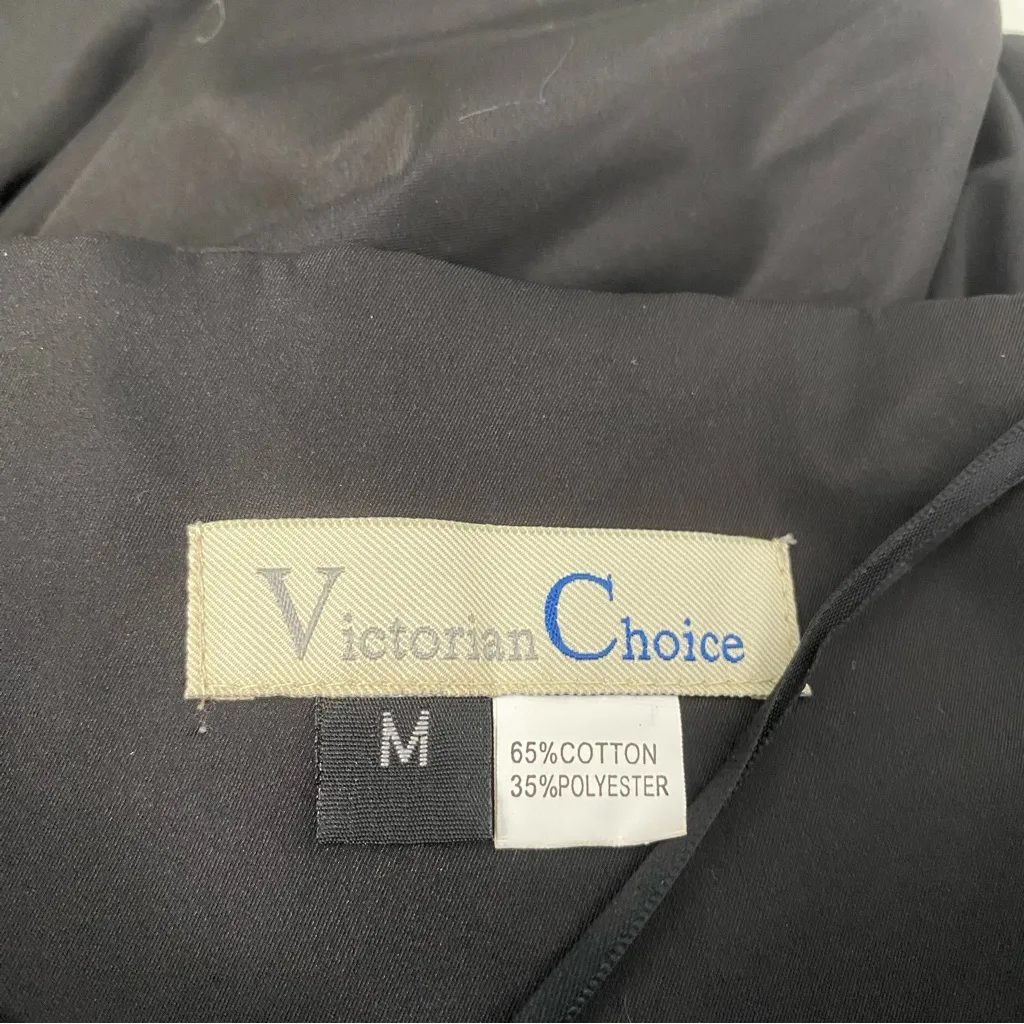 Victorian Choice
M
65%COTTON
35%POLYESTER